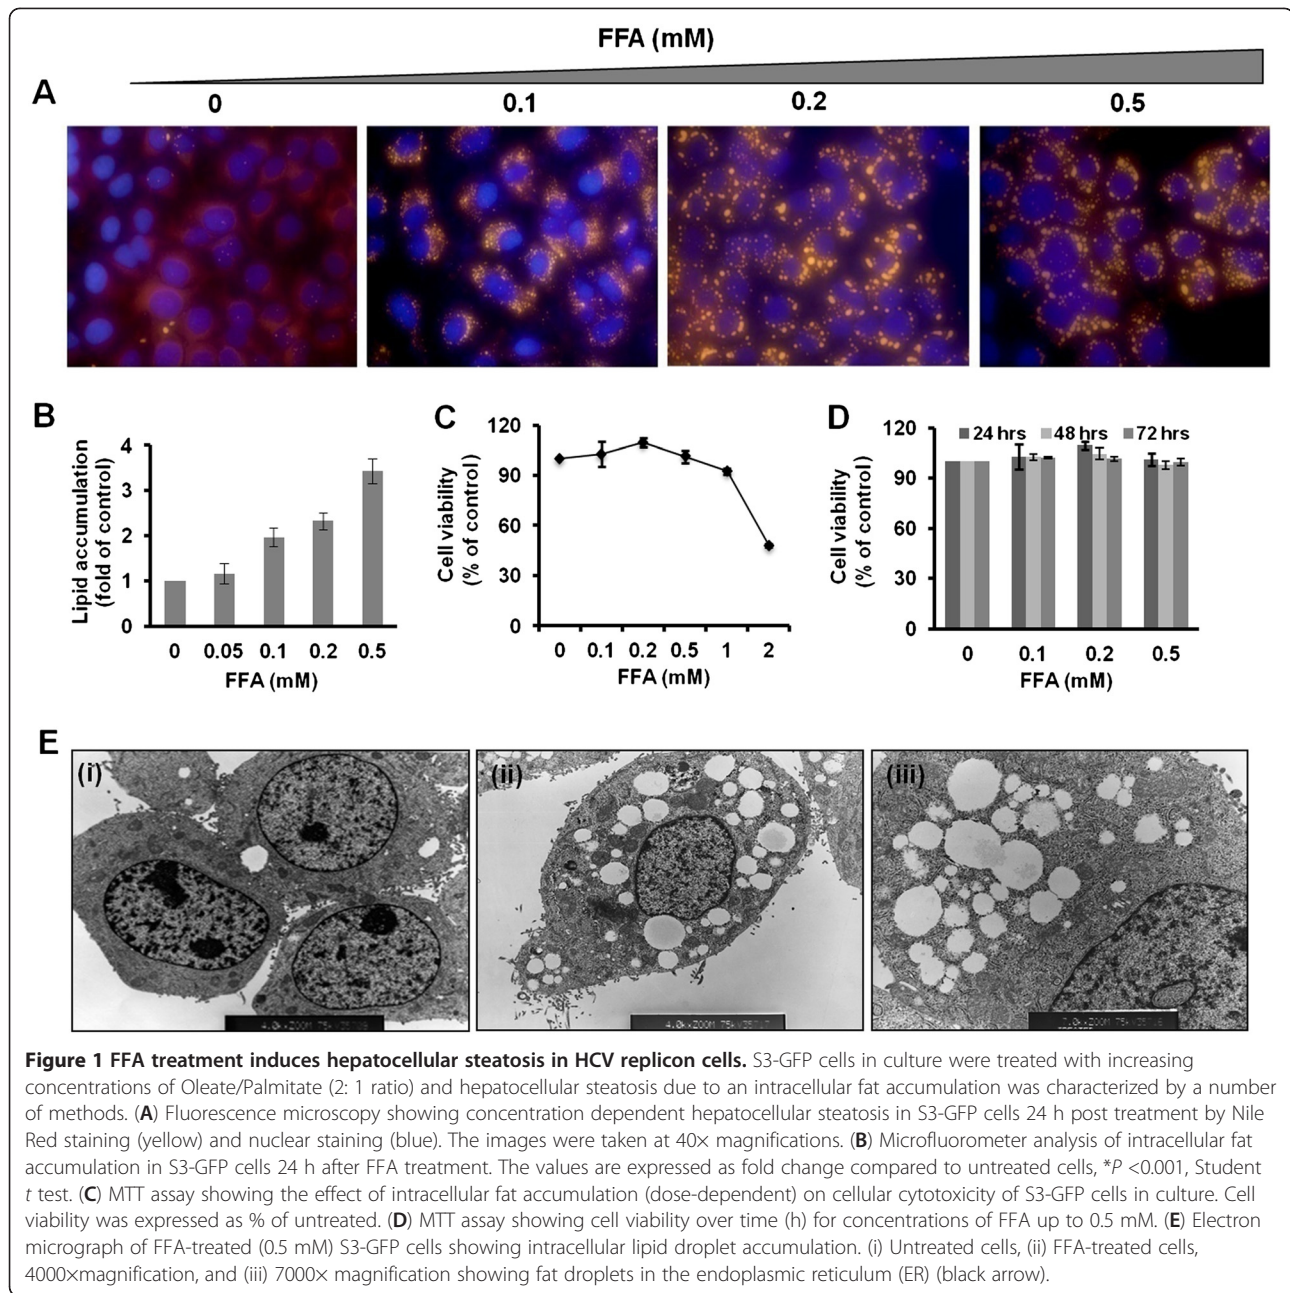 FFA (mM)
A
0 0.1 0.2 0.5
B
Lipid accumulation
(fold of control)
4
3
2
1
0
0 0.05 0.1 0.2 0.5
FFA (mM)
C
Cell viability
(% of control)
120
90
60
30
0
0 0.1 0.2 0.5 1 2
FFA (mM)
D
24 hrs 48 hrs 72 hrs
Cell viability
(% of control)
120
90
60
30
0
0 0.1 0.2 0.5
FFA (mM)
E
(i) (ii) (iii)
Figure 1 FFA treatment induces hepatocellular steatosis in HCV replicon cells. S3-GFP cells in culture were treated with increasing
concentrations of Oleate/Palmitate (2: 1 ratio) and hepatocellular steatosis due to an intracellular fat accumulation was characterized by a number
of methods. (A) Fluorescence microscopy showing concentration dependent hepatocellular steatosis in S3-GFP cells 24 h post treatment by Nile
Red staining (yellow) and nuclear staining (blue). The images were taken at 40× magnifications. (B) Microfluorometer analysis of intracellular fat
accumulation in S3-GFP cells 24 h after FFA treatment. The values are expressed as fold change compared to untreated cells, *P <0.001, Student
t test. (C) MTT assay showing the effect of intracellular fat accumulation (dose-dependent) on cellular cytotoxicity of S3-GFP cells in culture. Cell
viability was expressed as % of untreated. (D) MTT assay showing cell viability over time (h) for concentrations of FFA up to 0.5 mM. (E) Electron
micrograph of FFA-treated (0.5 mM) S3-GFP cells showing intracellular lipid droplet accumulation. (i) Untreated cells, (ii) FFA-treated cells,
4000×magnification, and (iii) 7000× magnification showing fat droplets in the endoplasmic reticulum (ER) (black arrow).